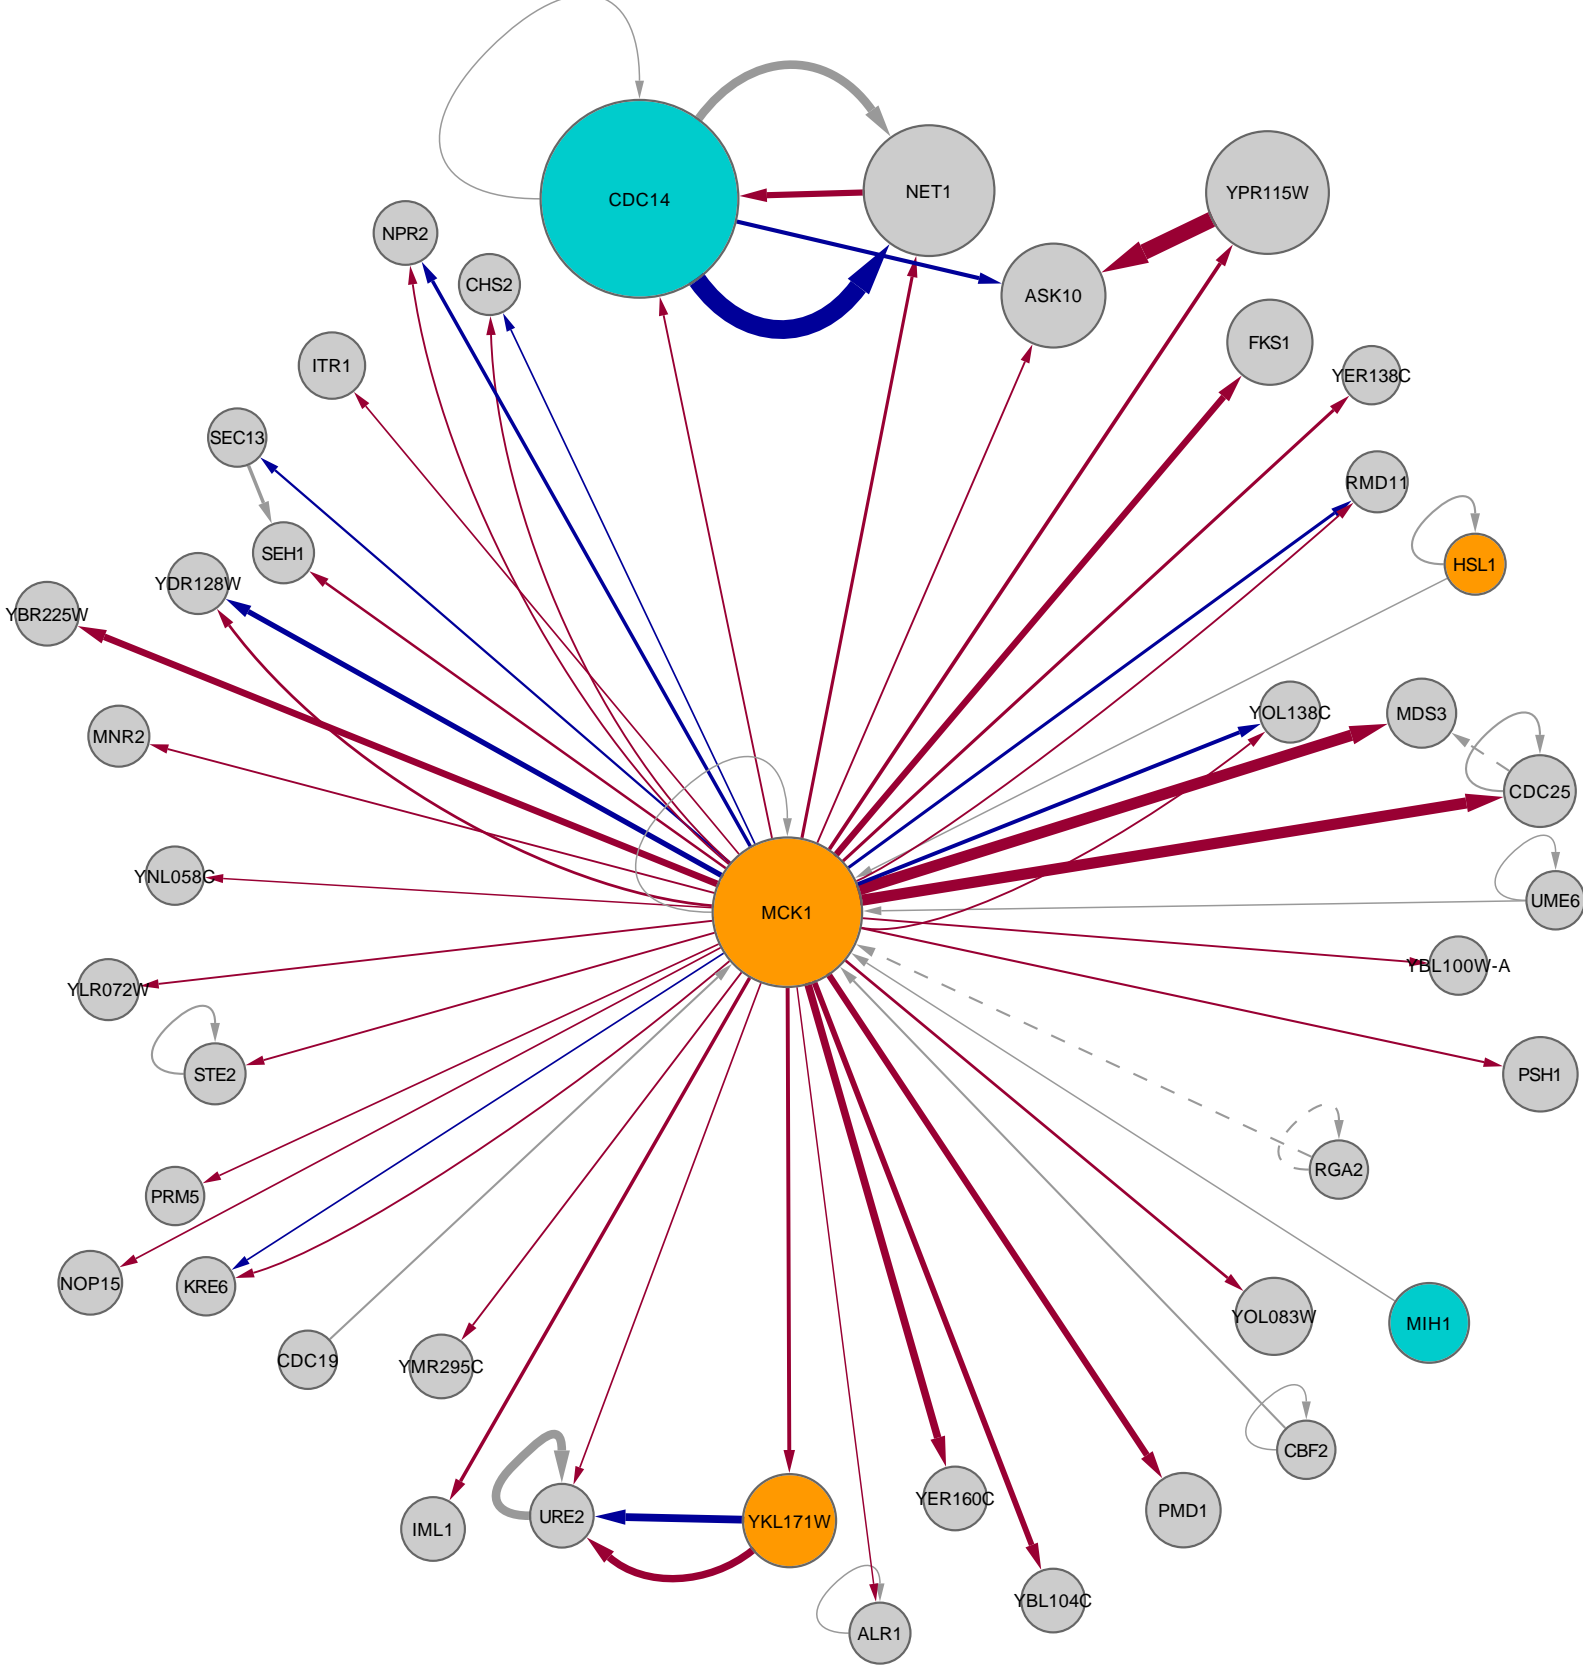 CDC14
NET1
YPR115W
NPR2
CHS2
ASK10
FKS1
ITR1
YER138C
SEC13
RMD11
SEH1
HSL1
YDR128W
YBR225W
YOL138C
MDS3
MNR2
CDC25
YNL058C
MCK1
UME6
YBL100W-A
YLR072W
STE2
PSH1
RGA2
PRM5
NOP15
KRE6
YOL083W
MIH1
CDC19
YMR295C
CBF2
YER160C
PMD1
IML1
URE2
YKL171W
YBL104C
ALR1